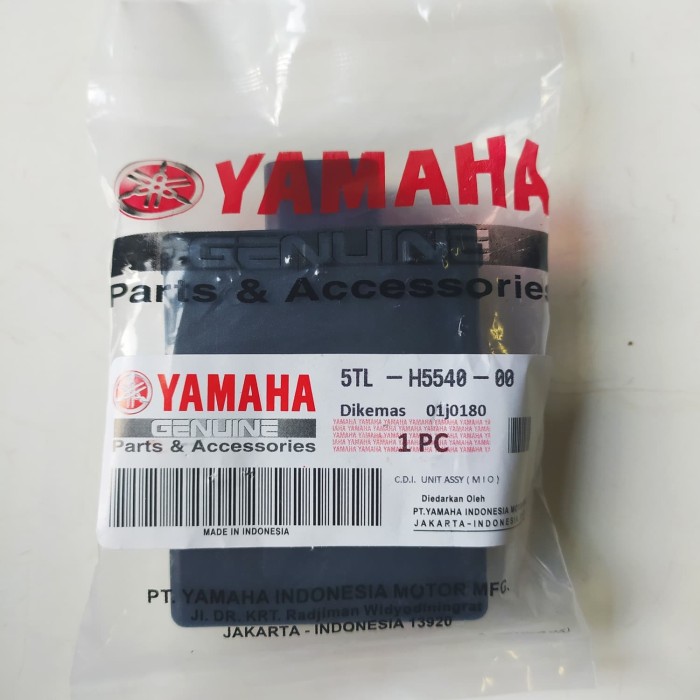 YAMAHA
GENUINE
Parts & Accessories
YAMAHA
GENUINE
Parts & Accessories
MADE IN INDONESIA
5TL - H5540 - 00
Dikemas 01j0180
1 PC
C.D.I. UNIT ASSY ( M I O )
Diedarkan Oleh
PT.YAMAHA INDONESIA MOTOR
JAKARTA-INDONESIA
PT. YAMAHA INDONESIA MOTOR MFG.
Jl. DR. KRT. Radjiman Widyodiningrat
JAKARTA - INDONESIA 13920